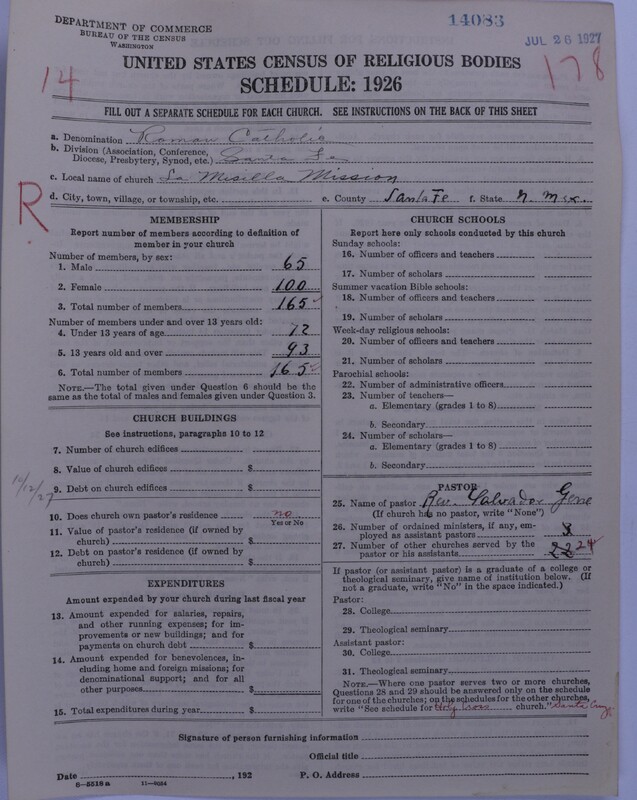 DEPARTMENT OF COMMERCE
BUREAU OF THE CENSUS
WASHINGTON
14083
JUL 26 1927
14
178
UNITED STATES CENSUS OF RELIGIOUS BODIES
SCHEDULE: 1926
FILL OUT A SEPARATE SCHEDULE FOR EACH CHURCH. SEE INSTRUCTIONS ON THE BACK OF THIS SHEET
a. Denomination Roman Catholic
b. Division (Association, Conference, Diocese, Presbytery, Synod, etc.) Santa Fe
c. Local name of church La Misilla Mission
R
d. City, town, village, or township, etc. e. County Santa Fe f. State N. Mex.
MEMBERSHIP
Report number of members according to definition of
member in your church
Number of members, by sex:
1. Male 65
2. Female 100
3. Total number of members 165
Number of members under and over 13 years old:
4. Under 13 years of age 72
5. 13 years old and over 93
6. Total number of members 165
NOTE.—The total given under Question 6 should be
same as the total of males and females given under Question 3.
CHURCH BUILDINGS
See instructions, paragraphs 10 to 12
7. Number of church edifices
8. Value of church edifices $
9. Debt on church edifices $
10/12/27
10. Does church own pastor's residence no
Yes or No
11. Value of pastor's residence (if owned by
church) $
12. Debt on pastor's residence (if owned by
church) $
EXPENDITURES
Amount expended by your church during last fiscal year
13. Amount expended for salaries, repairs,
and other running expenses; for im-
provements or new buildings; and for
payments on church debt $
14. Amount expended for benevolences, in-
cluding home and foreign missions; for
denominational support; and for all
other purposes $
15. Total expenditures during year $
CHURCH SCHOOLS
Report here only schools conducted by this church
Sunday schools:
16. Number of officers and teachers
17. Number of scholars
Summer vacation Bible schools:
18. Number of officers and teachers
19. Number of scholars
Week-day religious schools:
20. Number of officers and teachers
21. Number of scholars
Parochial schools:
22. Number of administrative officers
23. Number of teachers—
a. Elementary (grades 1 to 8)
b. Secondary
24. Number of scholars—
a. Elementary (grades 1 to 8)
b. Secondary
PASTOR
25. Name of pastor Rev. Salvador Gene
(If church has no pastor, write "None")
26. Number of ordained ministers, if any, em-
ployed as assistant pastors
27. Number of other churches served by the
pastor or his assistants 22 24
If pastor (or assistant pastor) is a graduate of a college or
theological seminary, give name of institution below. (If
not a graduate, write "No" in the space indicated.)
Pastor:
28. College
29. Theological seminary
Assistant pastor:
30. College
31. Theological seminary
NOTE.—Where one pastor serves two or more churches,
Questions 28 and 29 should be answered only on the schedule
for one of the churches; on the schedules for the other churches,
write "See schedule for Holy Cross church." Santa Cruz
Signature of person furnishing information
Official title
Date , 192 P. O. Address
8—5518 a 11—9034